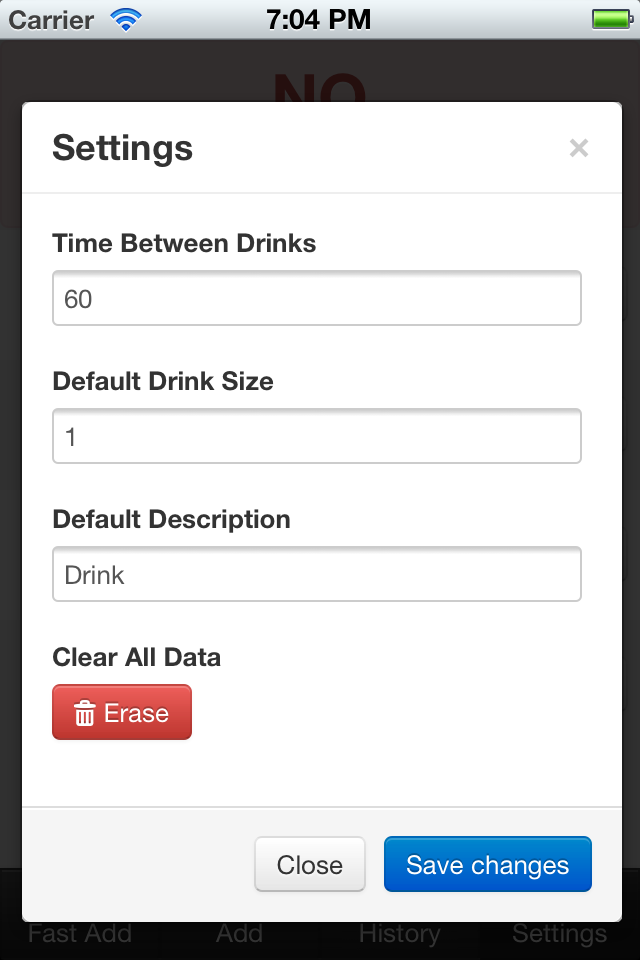 Carrier 7:04 PM
NO
Settings ×
Time Between Drinks
60
Default Drink Size
1
Default Description
Drink
Clear All Data
Erase
Close Save changes
Fast Add Add History Settings